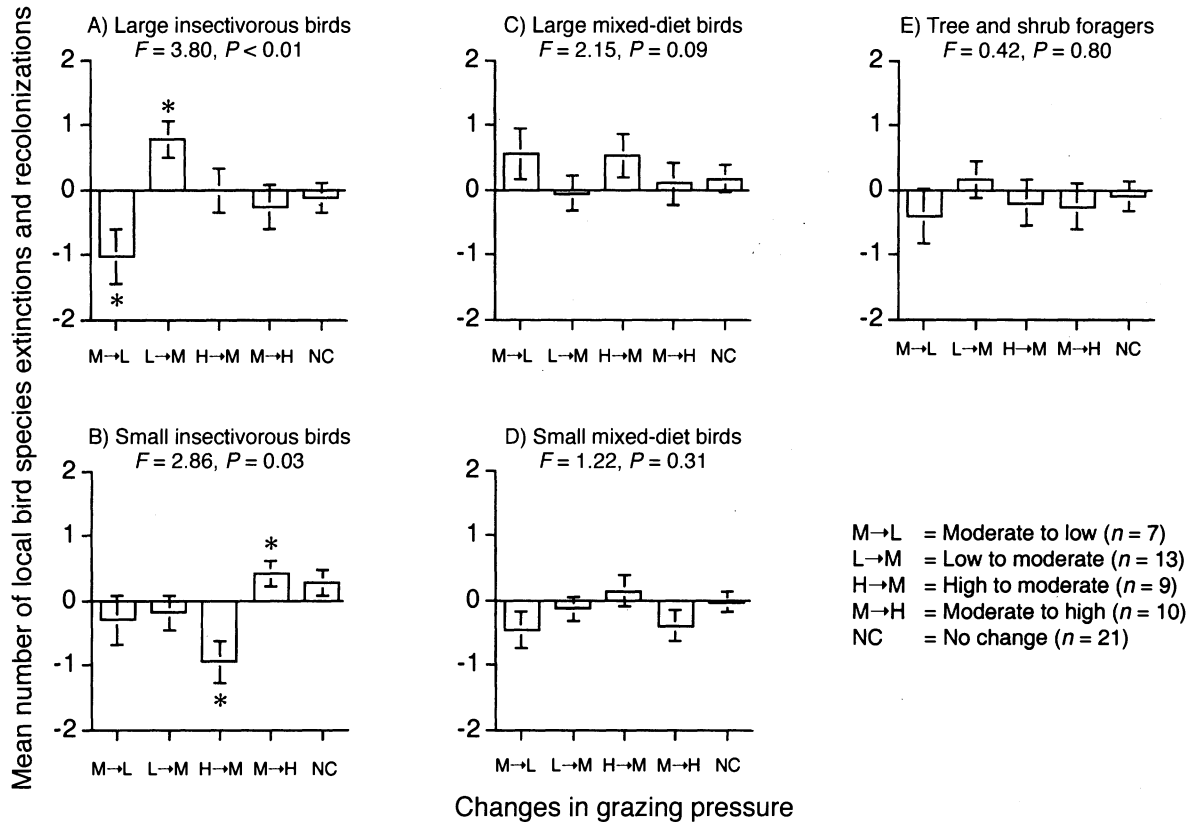 Mean number of local bird species extinctions and recolonizations
A) Large insectivorous birds
F = 3.80, P < 0.01
2
1
0
-1
-2
*
*
M→L L→M H→M M→H NC
C) Large mixed-diet birds
F = 2.15, P = 0.09
2
1
0
-1
-2
M→L L→M H→M M→H NC
E) Tree and shrub foragers
F = 0.42, P = 0.80
2
1
0
-1
-2
M→L L→M H→M M→H NC
B) Small insectivorous birds
F = 2.86, P = 0.03
2
1
0
-1
-2
*
*
M→L L→M H→M M→H NC
D) Small mixed-diet birds
F = 1.22, P = 0.31
2
1
0
-1
-2
M→L L→M H→M M→H NC
M→L = Moderate to low (n = 7)
L→M = Low to moderate (n = 13)
H→M = High to moderate (n = 9)
M→H = Moderate to high (n = 10)
NC = No change (n = 21)
Changes in grazing pressure